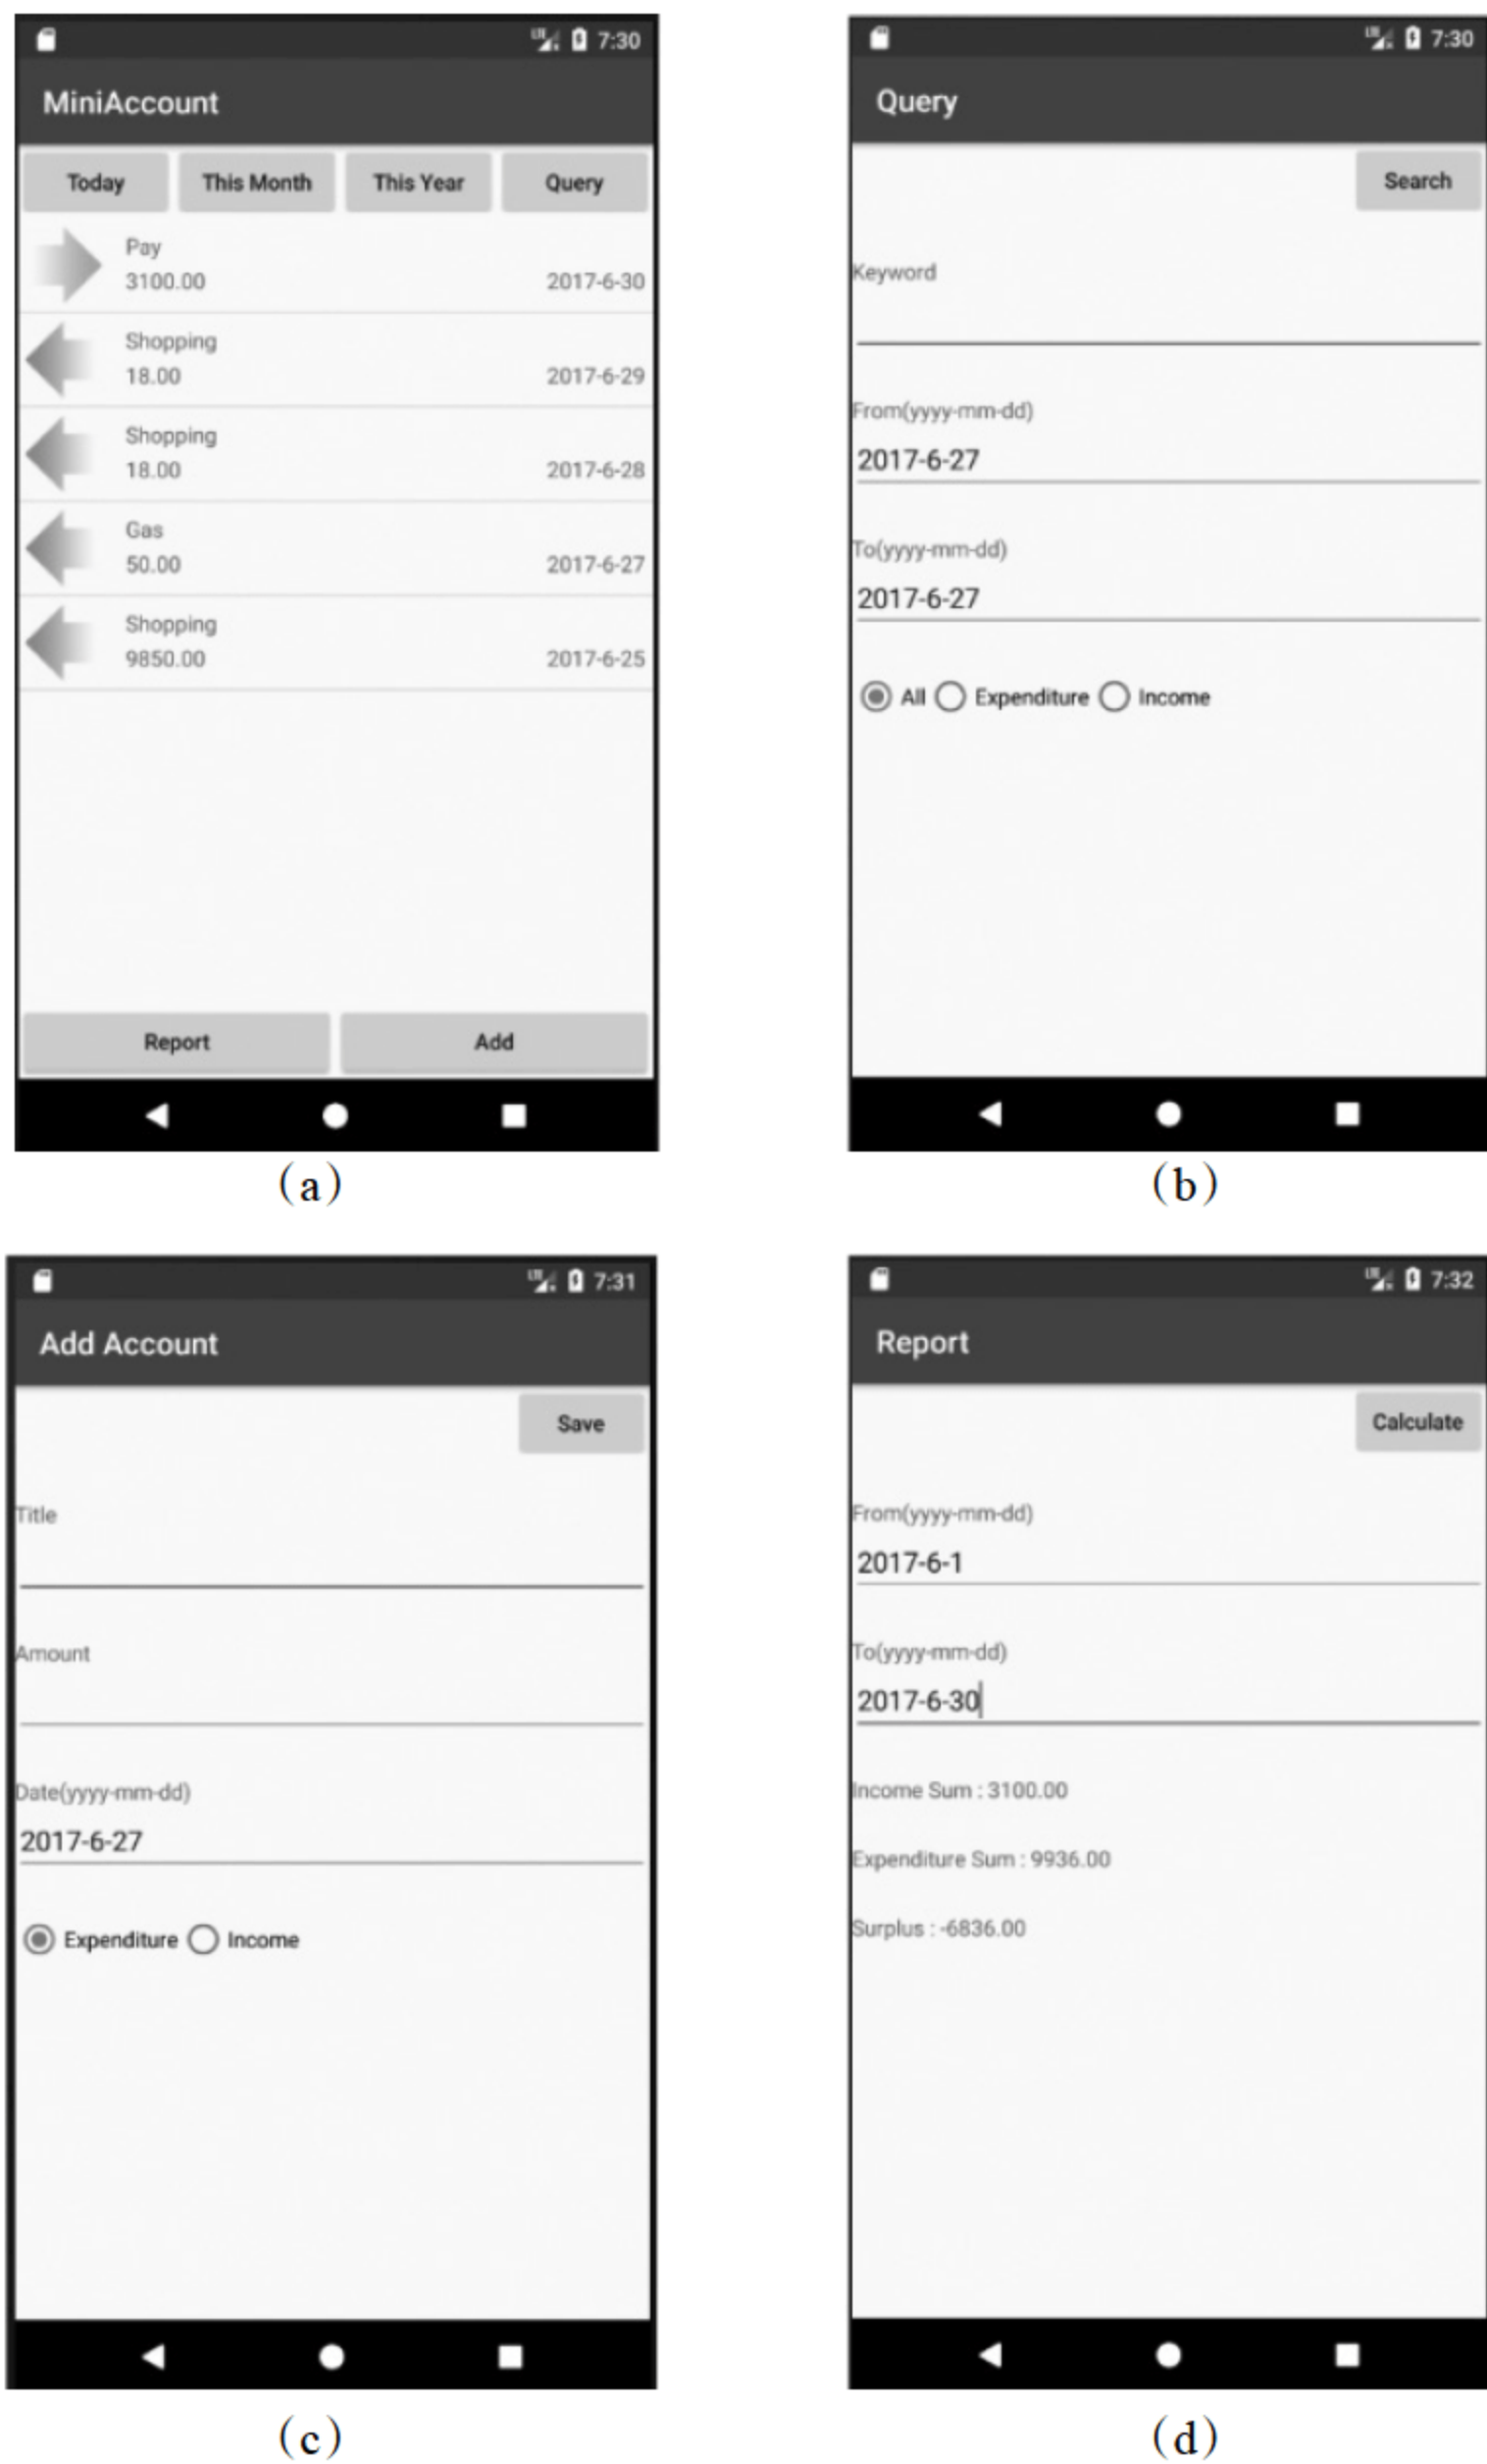 LTE 7:30
MiniAccount
Today This Month This Year Query
Pay
3100.00 2017-6-30
Shopping
18.00 2017-6-29
Shopping
18.00 2017-6-28
Gas
50.00 2017-6-27
Shopping
9850.00 2017-6-25
Report Add
(a)
LTE 7:30
Query
Search
Keyword
From(yyyy-mm-dd)
2017-6-27
To(yyyy-mm-dd)
2017-6-27
All Expenditure Income
(b)
LTE 7:31
Add Account
Save
Title
Amount
Date(yyyy-mm-dd)
2017-6-27
Expenditure Income
(c)
LTE 7:32
Report
Calculate
From(yyyy-mm-dd)
2017-6-1
To(yyyy-mm-dd)
2017-6-30
Income Sum : 3100.00
Expenditure Sum : 9936.00
Surplus : -6836.00
(d)